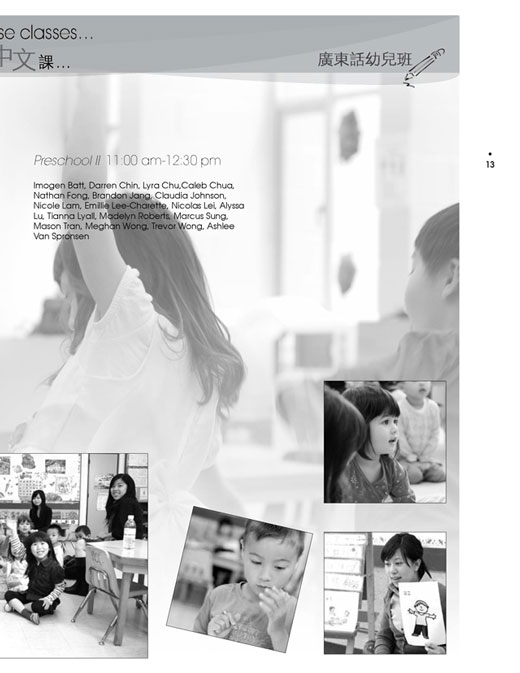 se classes...
中文課...
廣東話幼兒班
13
Preschool II 11:00 am-12:30 pm
Imogen Batt, Darren Chin, Lyra Chu,Caleb Chua,
Nathan Fong, Brandon Jang, Claudia Johnson,
Nicole Lam, Emillie Lee-Charette, Nicolas Lei, Alyssa
Lu, Tianna Lyall, Madelyn Roberts, Marcus Sung,
Mason Tran, Meghan Wong, Trevor Wong, Ashlee
Van Spronsen